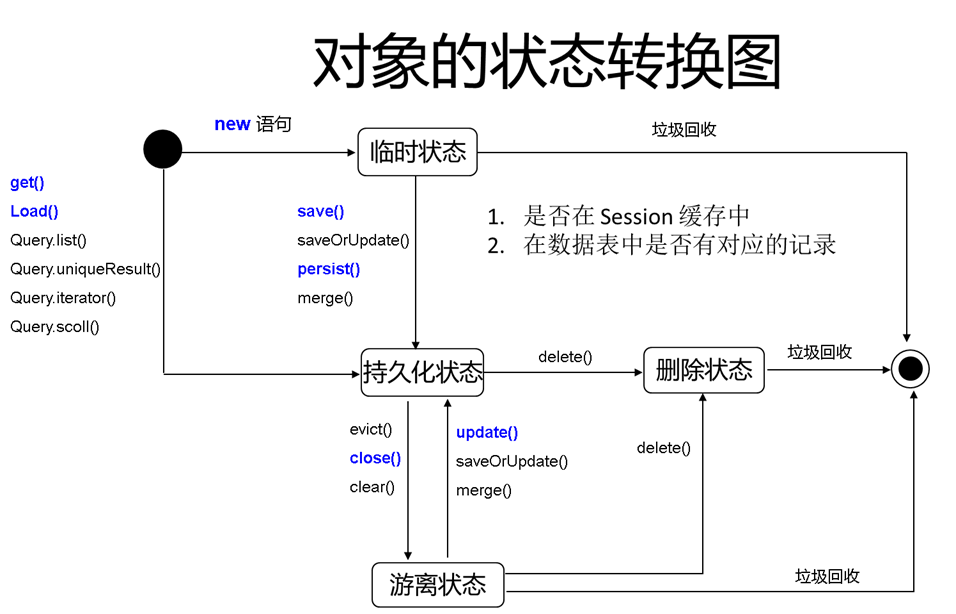 对象的状态转换图
new 语句
临时状态
垃圾回收
get()
Load()
Query.list()
Query.uniqueResult()
Query.iterator()
Query.scoll()
save()
saveOrUpdate()
persist()
merge()
1. 是否在 Session 缓存中
2. 在数据表中是否有对应的记录
持久化状态
delete()
删除状态
垃圾回收
evict()
close()
clear()
update()
saveOrUpdate()
merge()
delete()
游离状态
垃圾回收